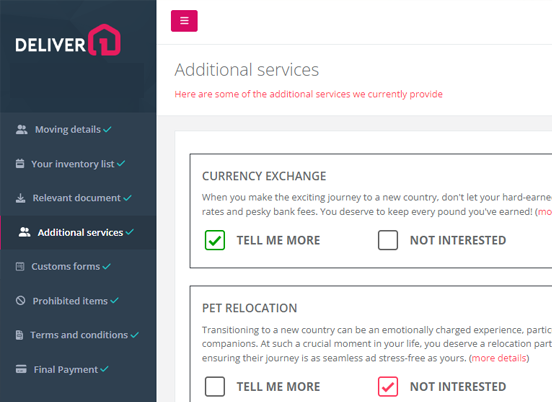 DELIVER 1
Additional services
Here are some of the additional services we currently provide
Moving details
Your inventory list
Relevant document
Additional services
Customs forms
Prohibited items
Terms and conditions
Final Payment
CURRENCY EXCHANGE
When you make the exciting journey to a new country, don't let your hard-earne
rates and pesky bank fees. You deserve to keep every pound you've earned! (mo
TELL ME MORE NOT INTERESTED
PET RELOCATION
Transitioning to a new country can be an emotionally charged experience, partic
companions. At such a crucial moment in your life, you deserve a relocation part
ensuring their journey is as seamless ad stress-free as yours. (more details)
TELL ME MORE NOT INTERESTED